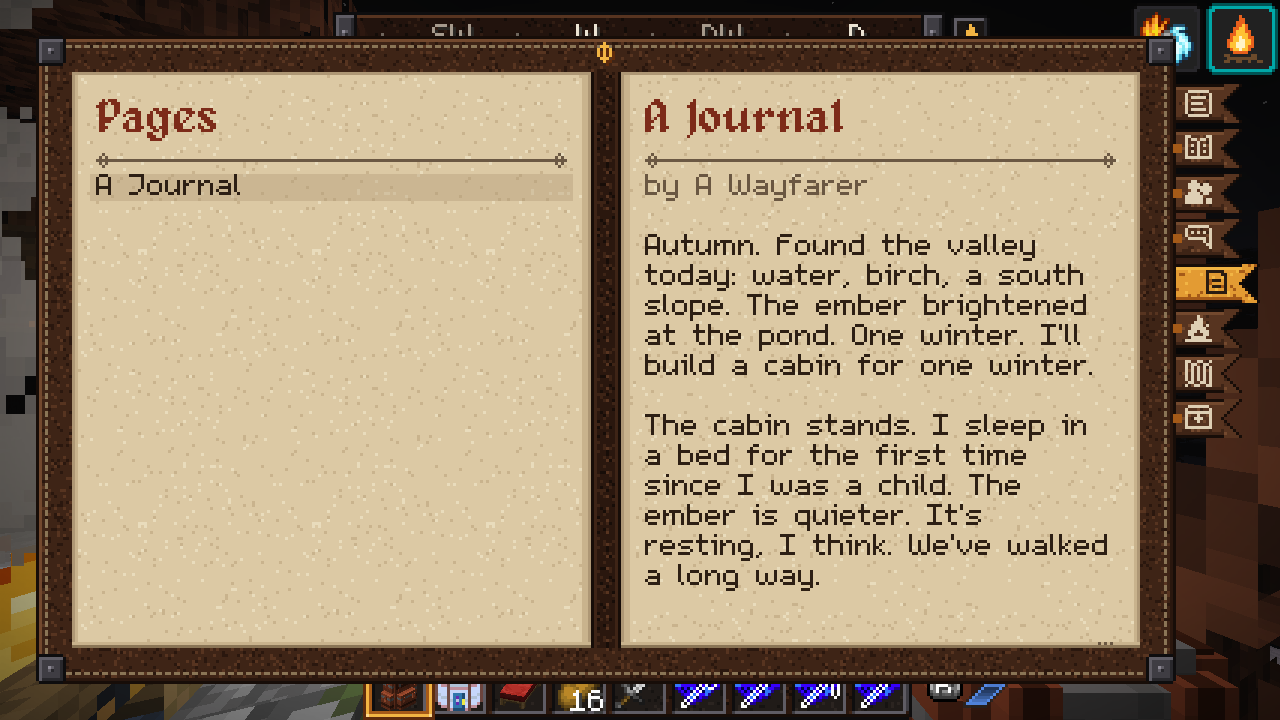 Pages
A Journal
A Journal
by A Wayfarer
Autumn. Found the valley
today: water, birch, a south
slope. The ember brightened
at the pond. One winter. I'll
build a cabin for one winter.
The cabin stands. I sleep in
a bed for the first time
since I was a child. The
ember is quieter. It's
resting, I think. We've walked
a long way.
...
16